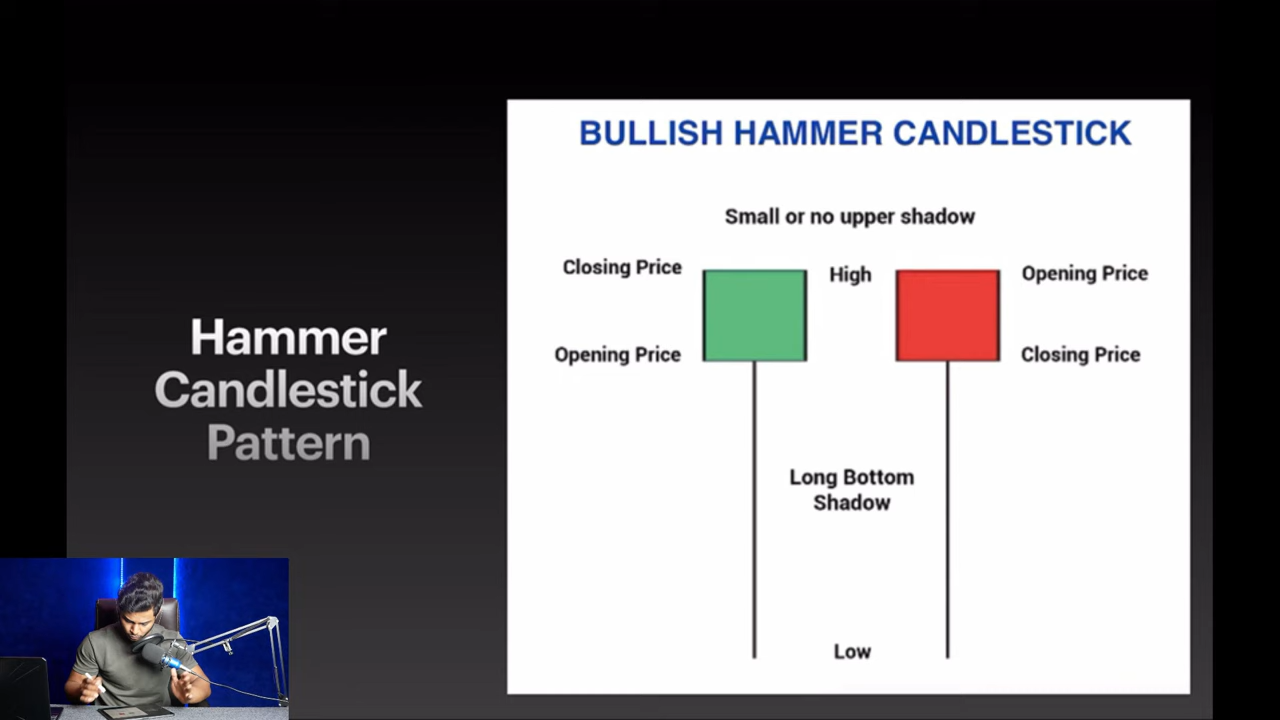 Hammer
Candlestick
Pattern
BULLISH HAMMER CANDLESTICK
Small or no upper shadow
Closing Price
High
Opening Price
Opening Price
Closing Price
Long Bottom
Shadow
Low